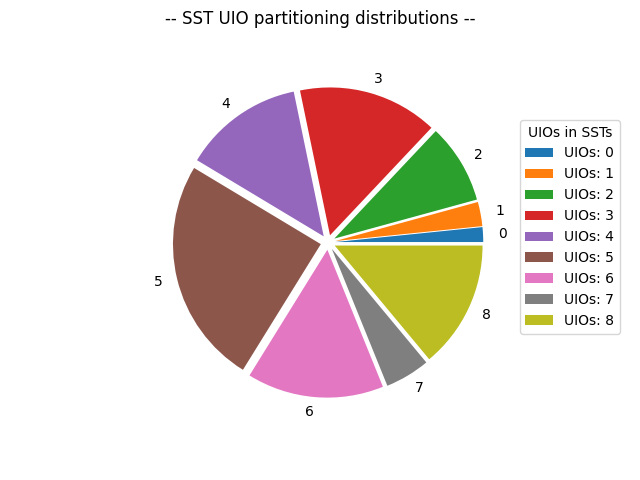 -- SST UIO partitioning distributions --
3
4
2
1
0
5
8
7
6
UIOs in SSTs
UIOs: 0
UIOs: 1
UIOs: 2
UIOs: 3
UIOs: 4
UIOs: 5
UIOs: 6
UIOs: 7
UIOs: 8